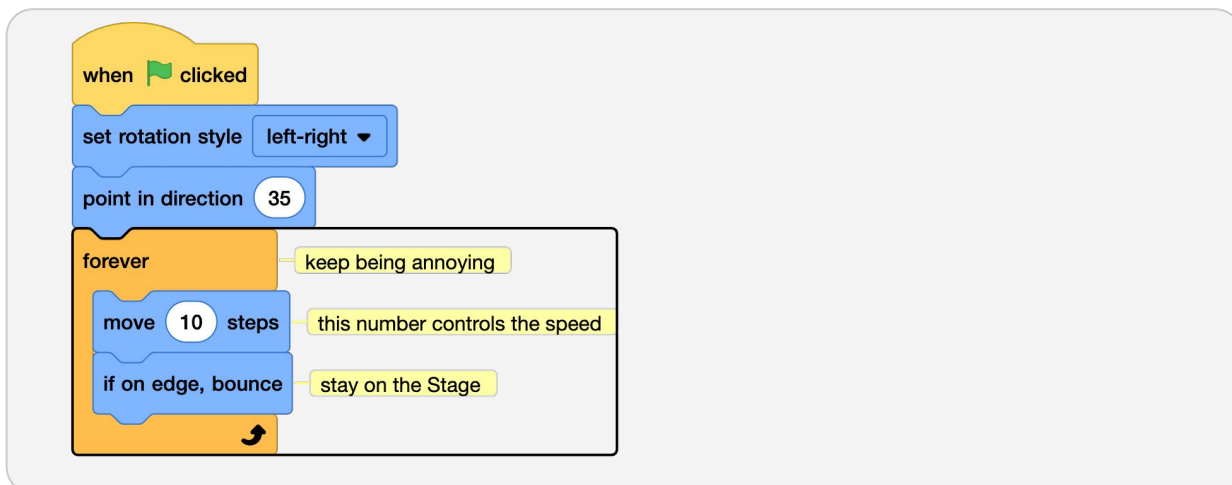 when clicked
set rotation style left-right
point in direction 35
forever keep being annoying
move 10 steps this number controls the speed
if on edge, bounce stay on the Stage